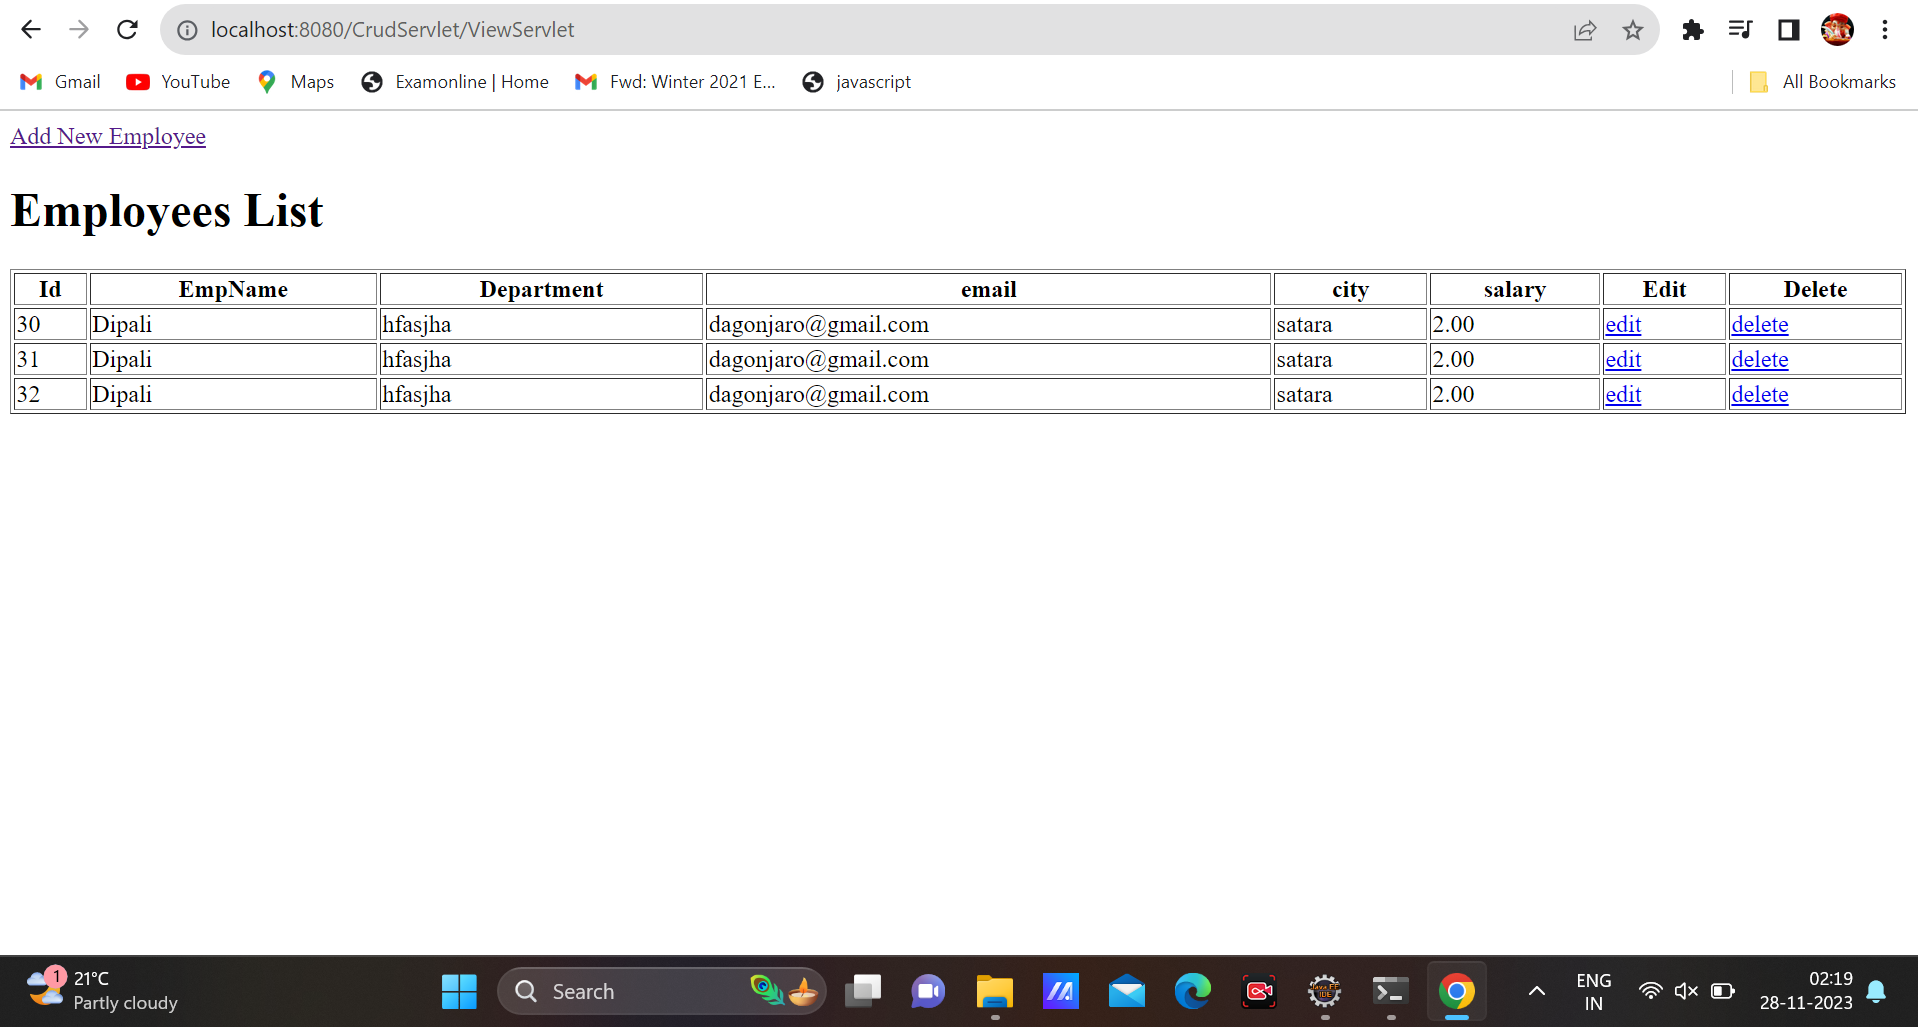 localhost:8080/CrudServlet/ViewServlet
Gmail YouTube Maps Examonline | Home Fwd: Winter 2021 E... javascript All Bookmarks
Add New Employee
Employees List
Id EmpName Department email city salary Edit Delete
30 Dipali hfasjha dagonjaro@gmail.com satara 2.00 edit delete
31 Dipali hfasjha dagonjaro@gmail.com satara 2.00 edit delete
32 Dipali hfasjha dagonjaro@gmail.com satara 2.00 edit delete
1 21°C
Partly cloudy
Search
ENG
IN
02:19
28-11-2023